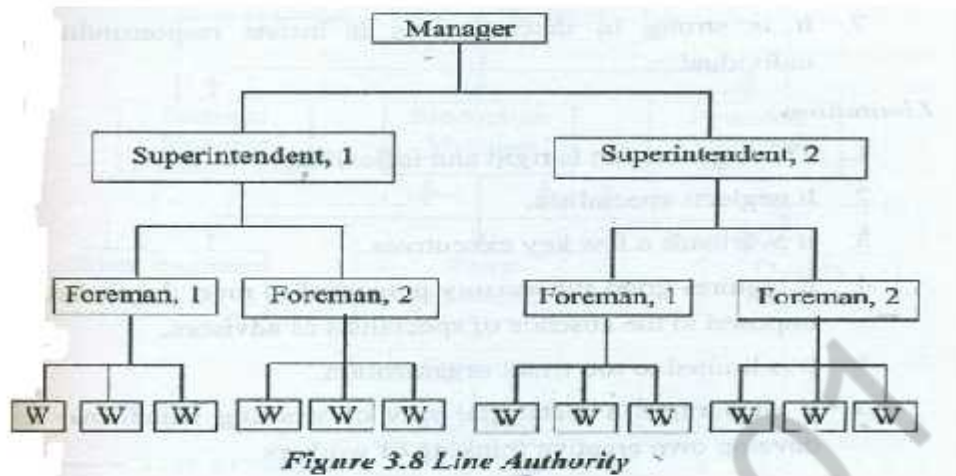 Manager
Superintendent, 1 Superintendent, 2
Foreman, 1 Foreman, 2 Foreman, 1 Foreman, 2
W W W W W W W W W W W W
Figure 3.8 Line Authority